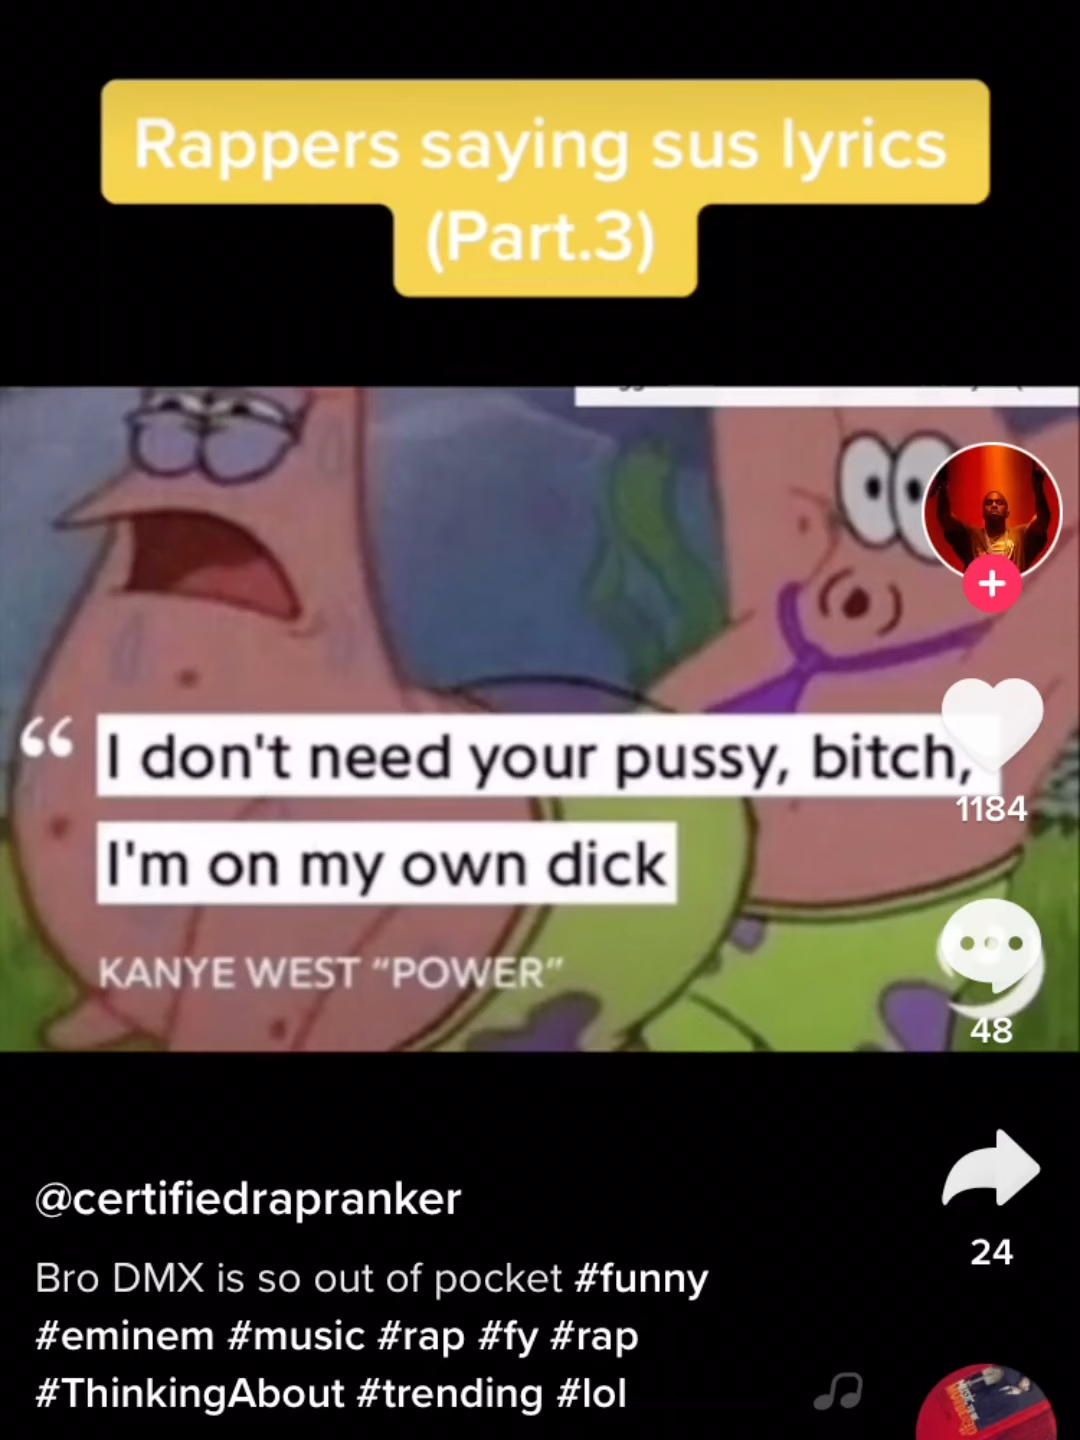 Rappers saying sus lyrics
(Part.3)
“ I don't need your pussy, bitch,
I'm on my own dick
KANYE WEST “POWER”
1184
48
24
@certifiedrapranker
Bro DMX is so out of pocket #funny
#eminem #music #rap #fy #rap
#ThinkingAbout #trending #lol